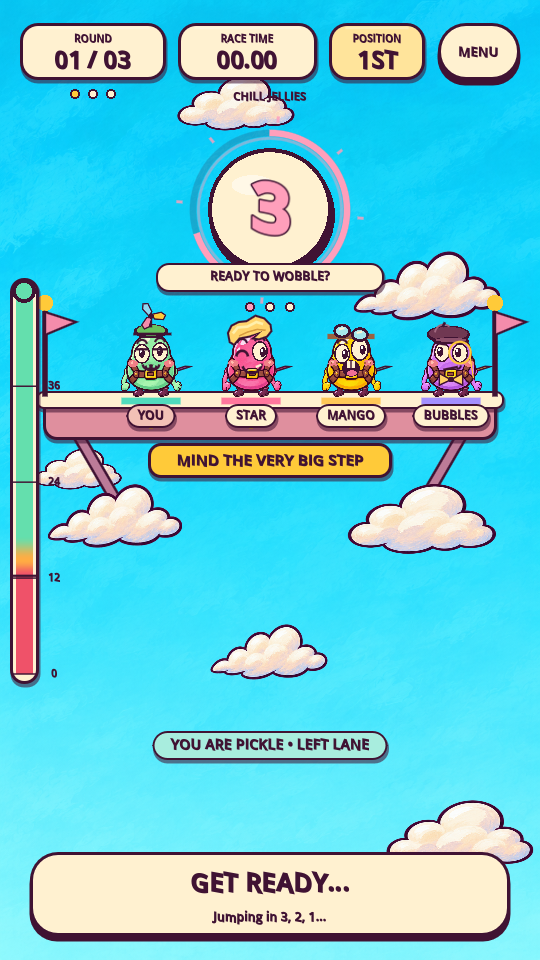 ROUND
01 / 03
RACE TIME
00.00
POSITION
1ST
MENU
CHILL JELLIES
3
READY TO WOBBLE?
36
YOU
STAR
MANGO
BUBBLES
MIND THE VERY BIG STEP
24
12
0
YOU ARE PICKLE • LEFT LANE
GET READY...
Jumping in 3, 2, 1...